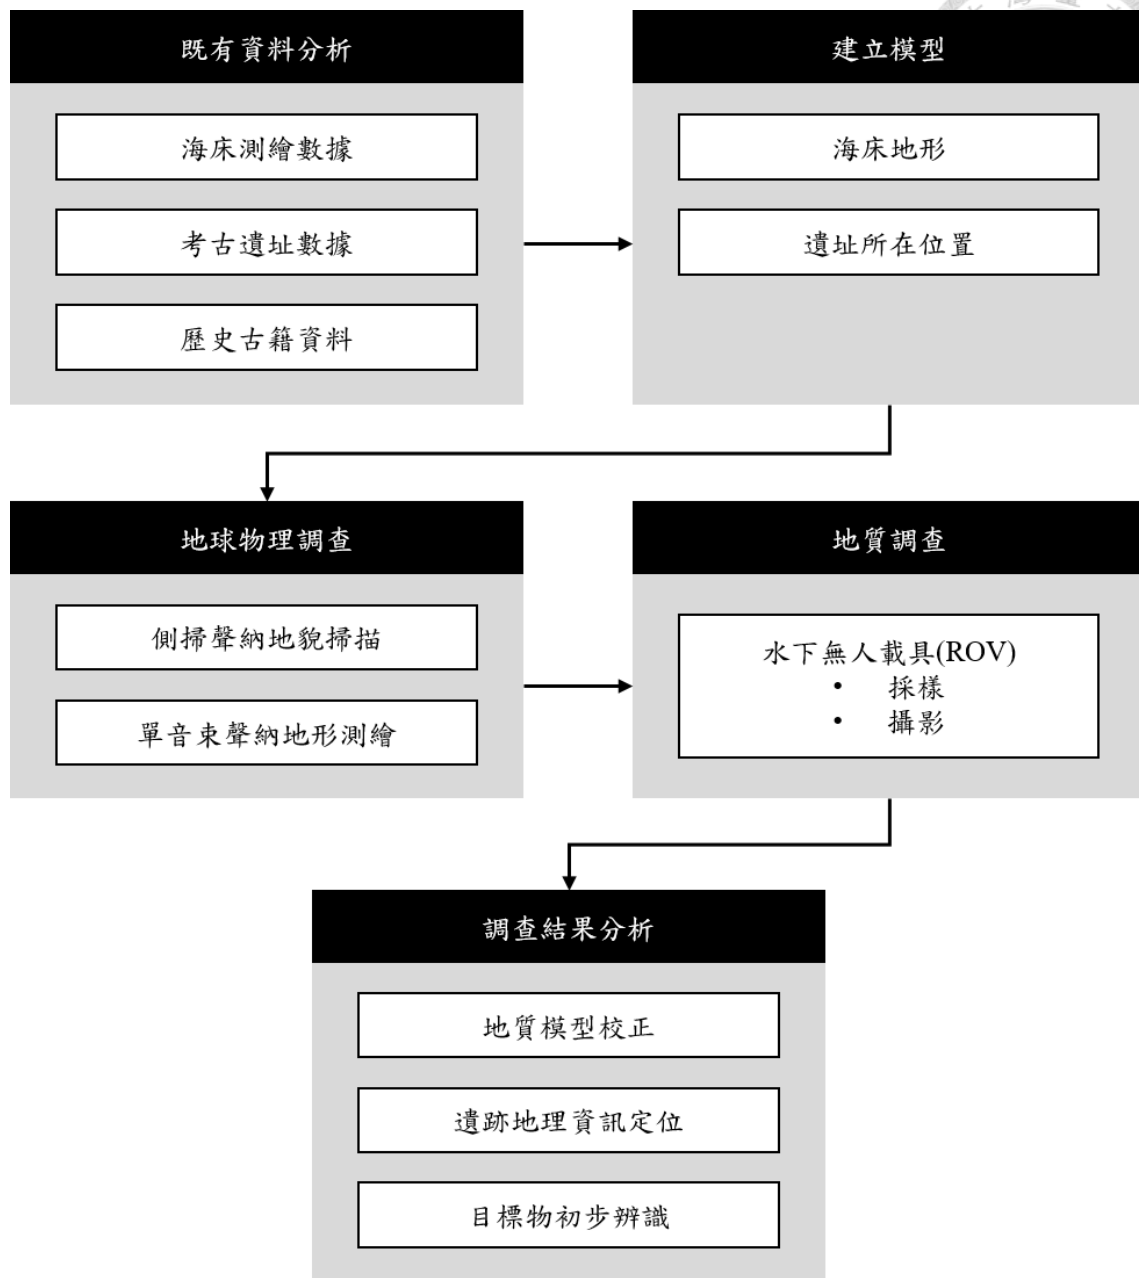 既有資料分析
海床測繪數據
考古遺址數據
歷史古籍資料
建立模型
海床地形
遺址所在位置
地球物理調查
側掃聲納地貌掃描
單音束聲納地形測繪
地質調查
水下無人載具(ROV)
• 採樣
• 攝影
調查結果分析
地質模型校正
遺跡地理資訊定位
目標物初步辨識